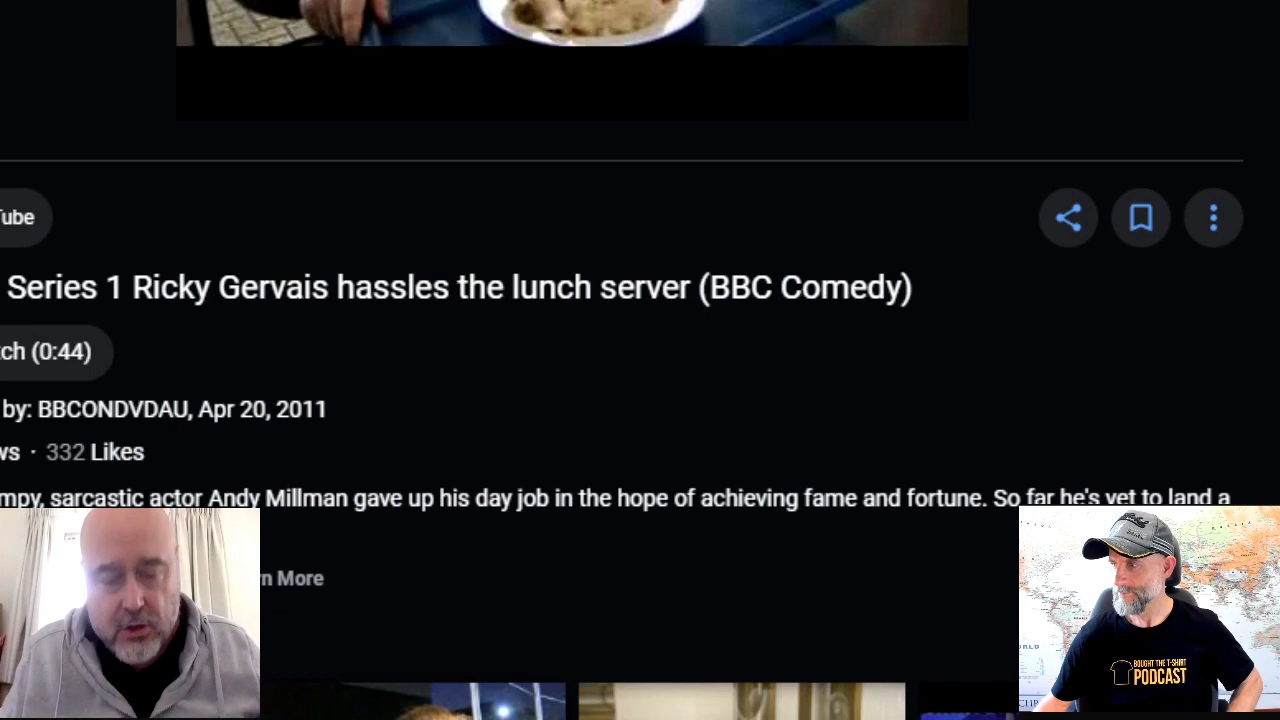 Tube
Series 1 Ricky Gervais hassles the lunch server (BBC Comedy)
tch (0:44)
by: BBCONDVDAU, Apr 20, 2011
ws · 332 Likes
mpy, sarcastic actor Andy Millman gave up his day job in the hope of achieving fame and fortune. So far he's yet to land a
rn More
BOUGHT THE T-SHIRT
PODCAST